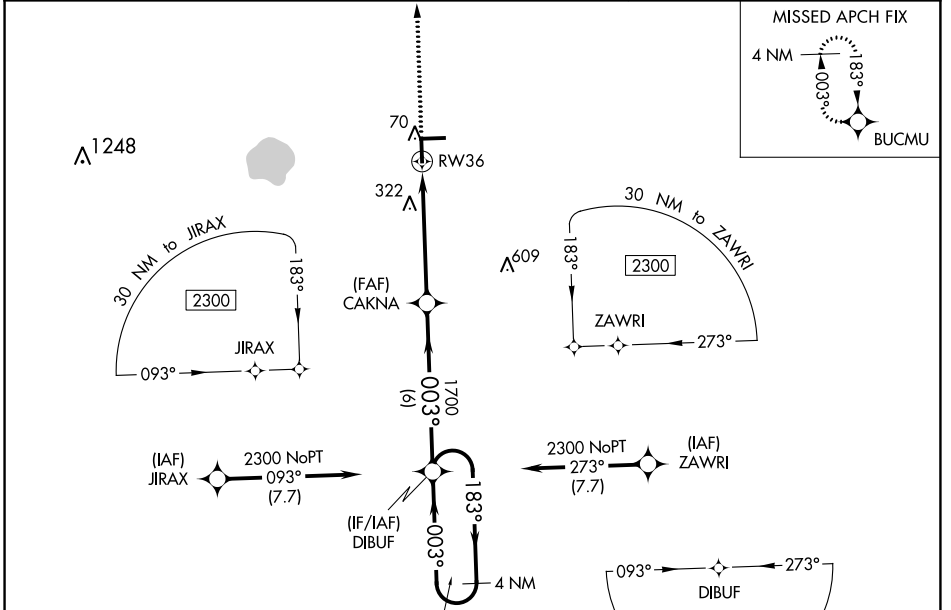 MISSED APCH FIX
4 NM
183°
003°
BUCMU
1248
70
RW36
322
609
30 NM to JIRAX
183°
2300
JIRAX
093°
(FAF)
CAKNA
30 NM to ZAWRI
183°
2300
ZAWRI
273°
1700
003°
(6)
(IAF)
JIRAX
2300 NoPT
093°
(7.7)
2300 NoPT
273°
(7.7)
(IAF)
ZAWRI
(IF/IAF)
DIBUF
183°
003°
4 NM
093°
273°
DIBUF